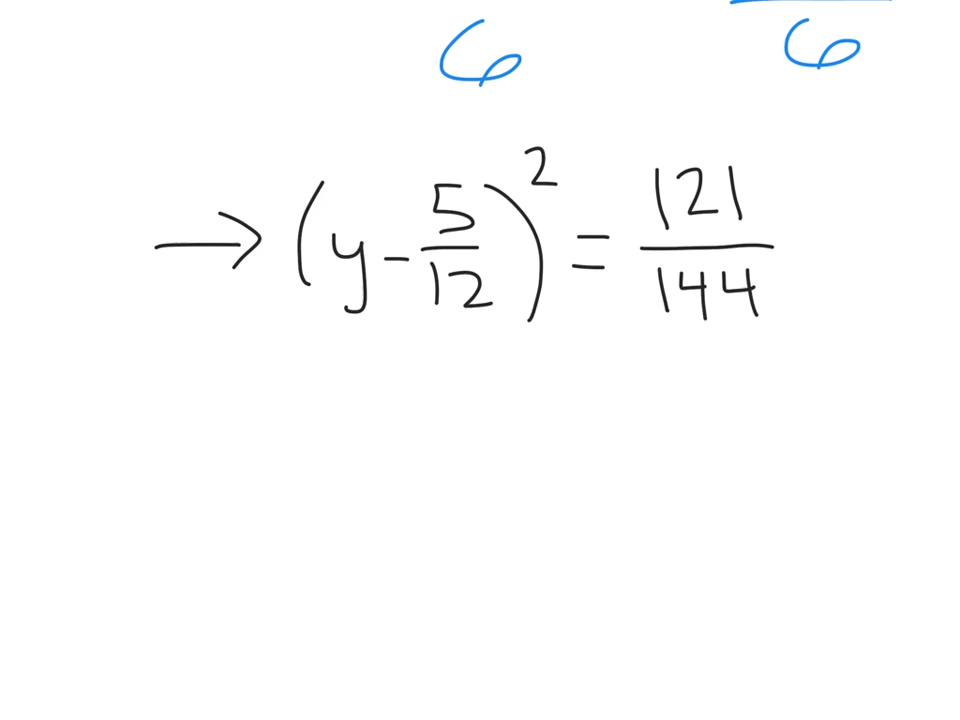 6 6
→ (y - 5/12)² = 121/144